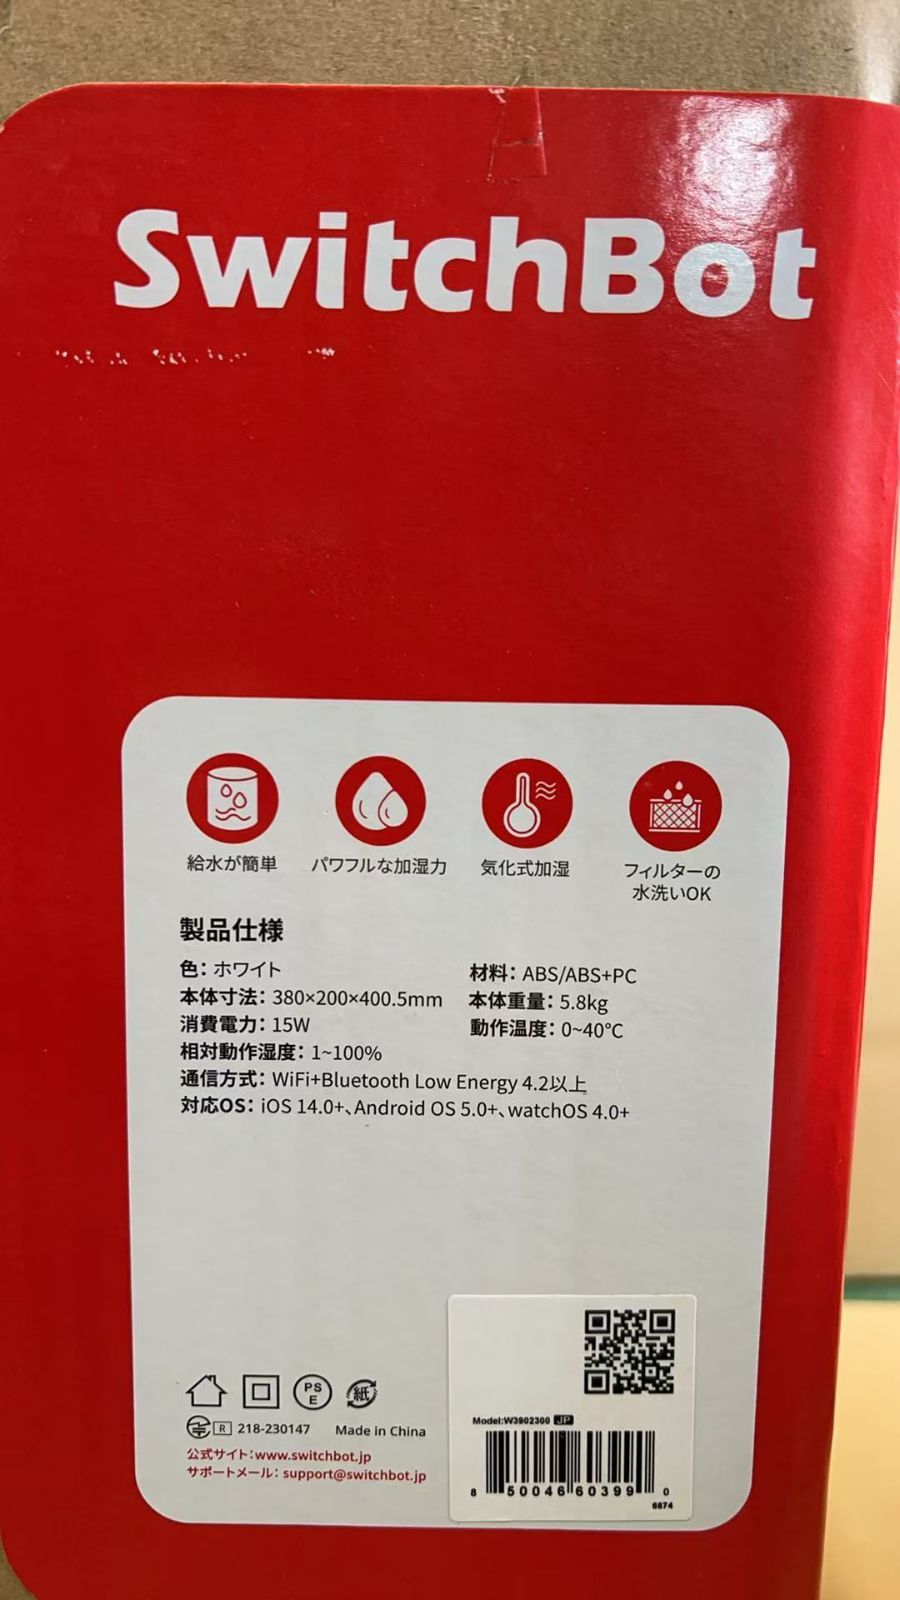 SwitchBot
給水が簡単
パワフルな加湿力
気化式加湿
フィルターの
水洗いOK
製品仕様
色：ホワイト
材料：ABS/ABS+PC
本体寸法：380×200×400.5mm
本体重量：5.8kg
消費電力：15W
動作温度：0~40℃
相対動作湿度：1~100%
通信方式：WiFi+Bluetooth Low Energy 4.2以上
対応OS：iOS 14.0+、Android OS 5.0+、watchOS 4.0+
PS
E
紙
R 218-230147
Made in China
公式サイト：www.switchbot.jp
サポートメール：support@switchbot.jp
Model:W3902300 JP
8 50046 60399 0
6874